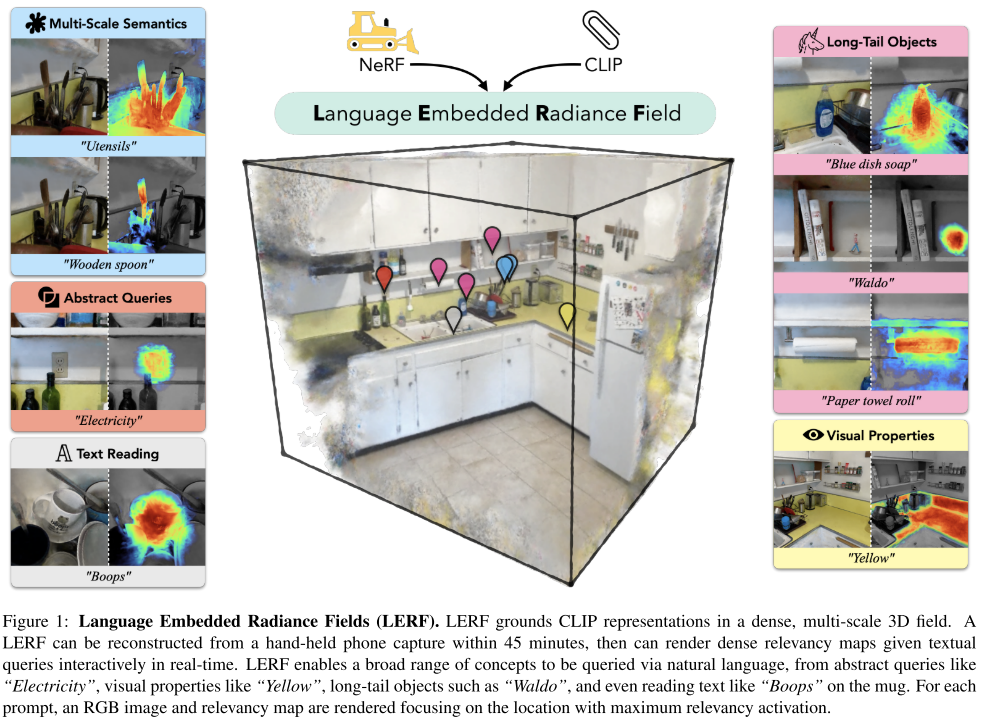 Multi-Scale Semantics
"Utensils"
"Wooden spoon"
Abstract Queries
"Electricity"
Text Reading
"Boops"
NeRF
CLIP
Language Embedded Radiance Field
Long-Tail Objects
"Blue dish soap"
"Waldo"
"Paper towel roll"
Visual Properties
"Yellow"
Figure 1: Language Embedded Radiance Fields (LERF). LERF grounds CLIP representations in a dense, multi-scale 3D field. A
LERF can be reconstructed from a hand-held phone capture within 45 minutes, then can render dense relevancy maps given textual
queries interactively in real-time. LERF enables a broad range of concepts to be queried via natural language, from abstract queries like
“Electricity”, visual properties like “Yellow”, long-tail objects such as “Waldo”, and even reading text like “Boops” on the mug. For each
prompt, an RGB image and relevancy map are rendered focusing on the location with maximum relevancy activation.